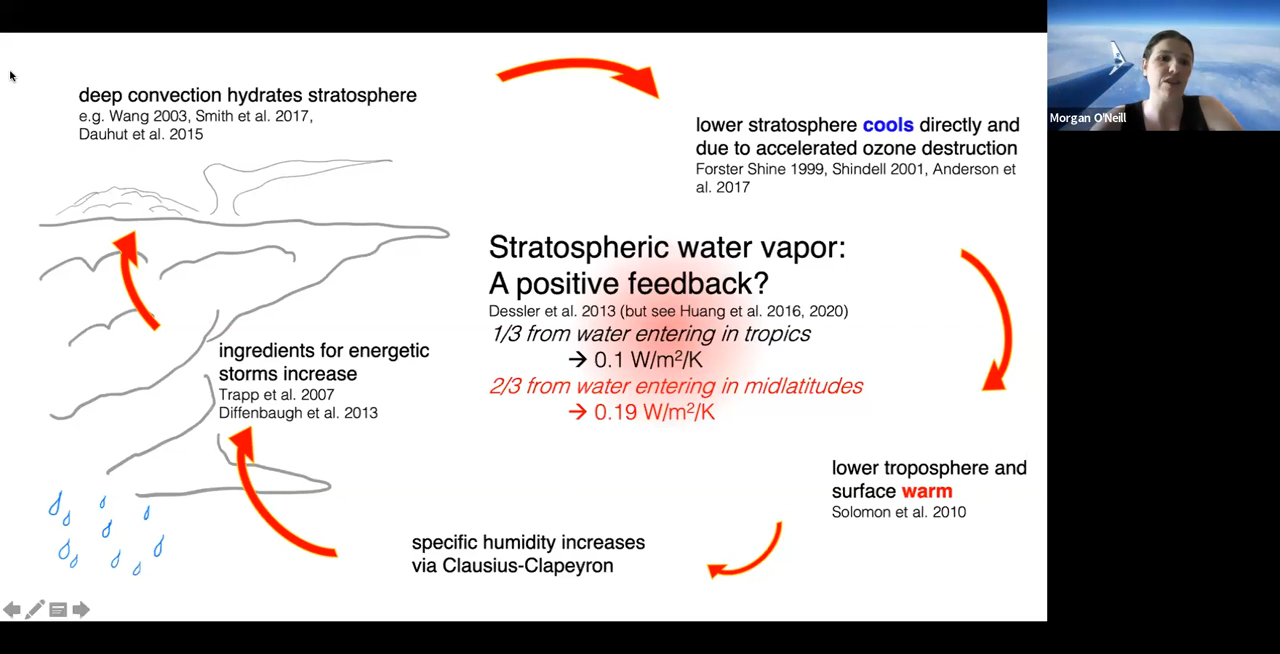 deep convection hydrates stratosphere
e.g. Wang 2003, Smith et al. 2017,
Dauhut et al. 2015
lower stratosphere cools directly and
due to accelerated ozone destruction
Forster Shine 1999, Shindell 2001, Anderson et
al. 2017
Stratospheric water vapor:
A positive feedback?
Dessler et al. 2013 (but see Huang et al. 2016, 2020)
1/3 from water entering in tropics
→ 0.1 W/m²/K
2/3 from water entering in midlatitudes
→ 0.19 W/m²/K
ingredients for energetic
storms increase
Trapp et al. 2007
Diffenbaugh et al. 2013
lower troposphere and
surface warm
Solomon et al. 2010
specific humidity increases
via Clausius-Clapeyron
Morgan O'Neill